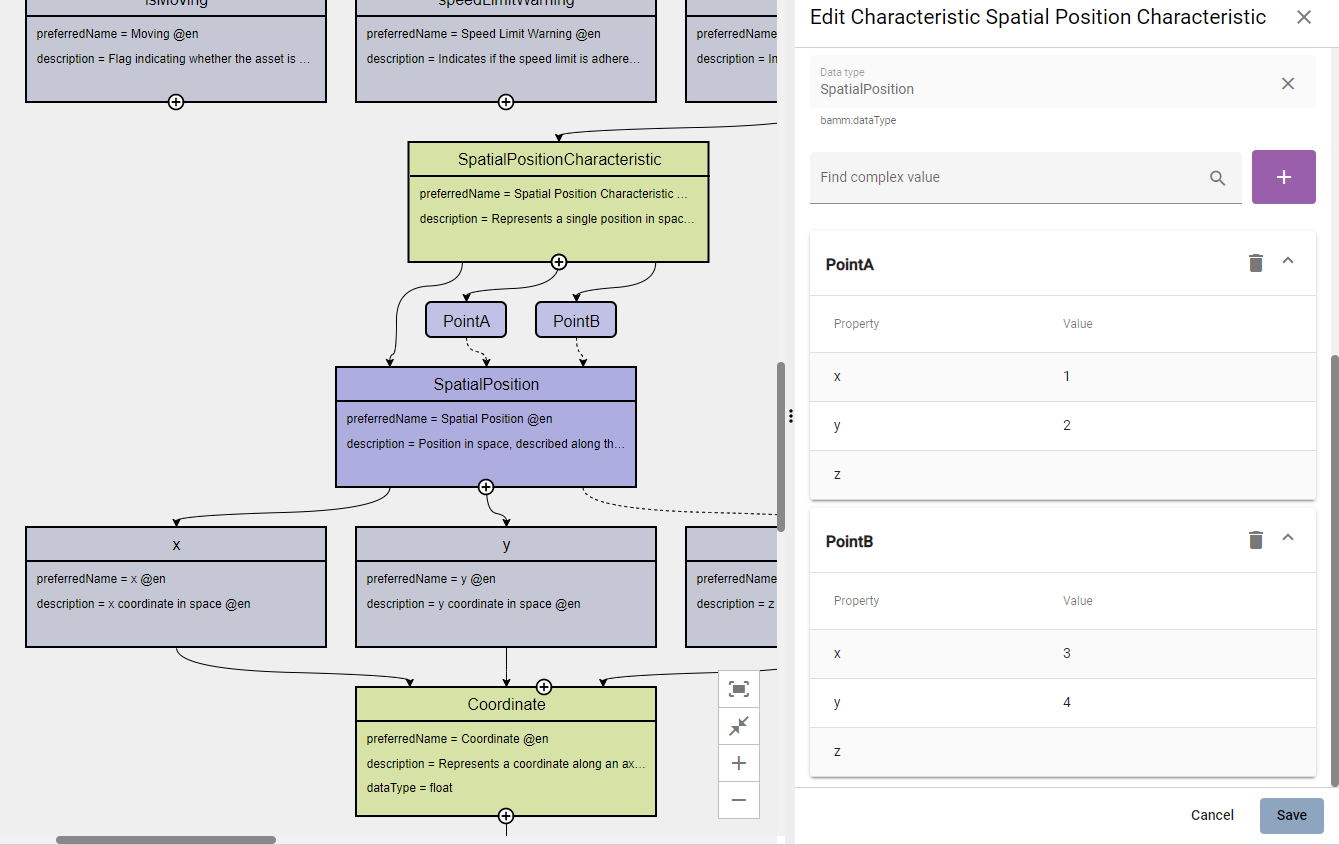 isMoving
preferredName = Moving @en
description = Flag indicating whether the asset is ...
speedLimitWarning
preferredName = Speed Limit Warning @en
description = Indicates if the speed limit is adhere...
preferredName
description = In
SpatialPositionCharacteristic
preferredName = Spatial Position Characteristic ...
description = Represents a single position in spac...
PointA
PointB
SpatialPosition
preferredName = Spatial Position @en
description = Position in space, described along th...
x
preferredName = x @en
description = x coordinate in space @en
y
preferredName = y @en
description = y coordinate in space @en
preferredName
description = z
Coordinate
preferredName = Coordinate @en
description = Represents a coordinate along an ax...
dataType = float
Edit Characteristic Spatial Position Characteristic
Data type
SpatialPosition
bamm:dataType
Find complex value
PointA
Property Value
x 1
y 2
z
PointB
Property Value
x 3
y 4
z
Cancel Save